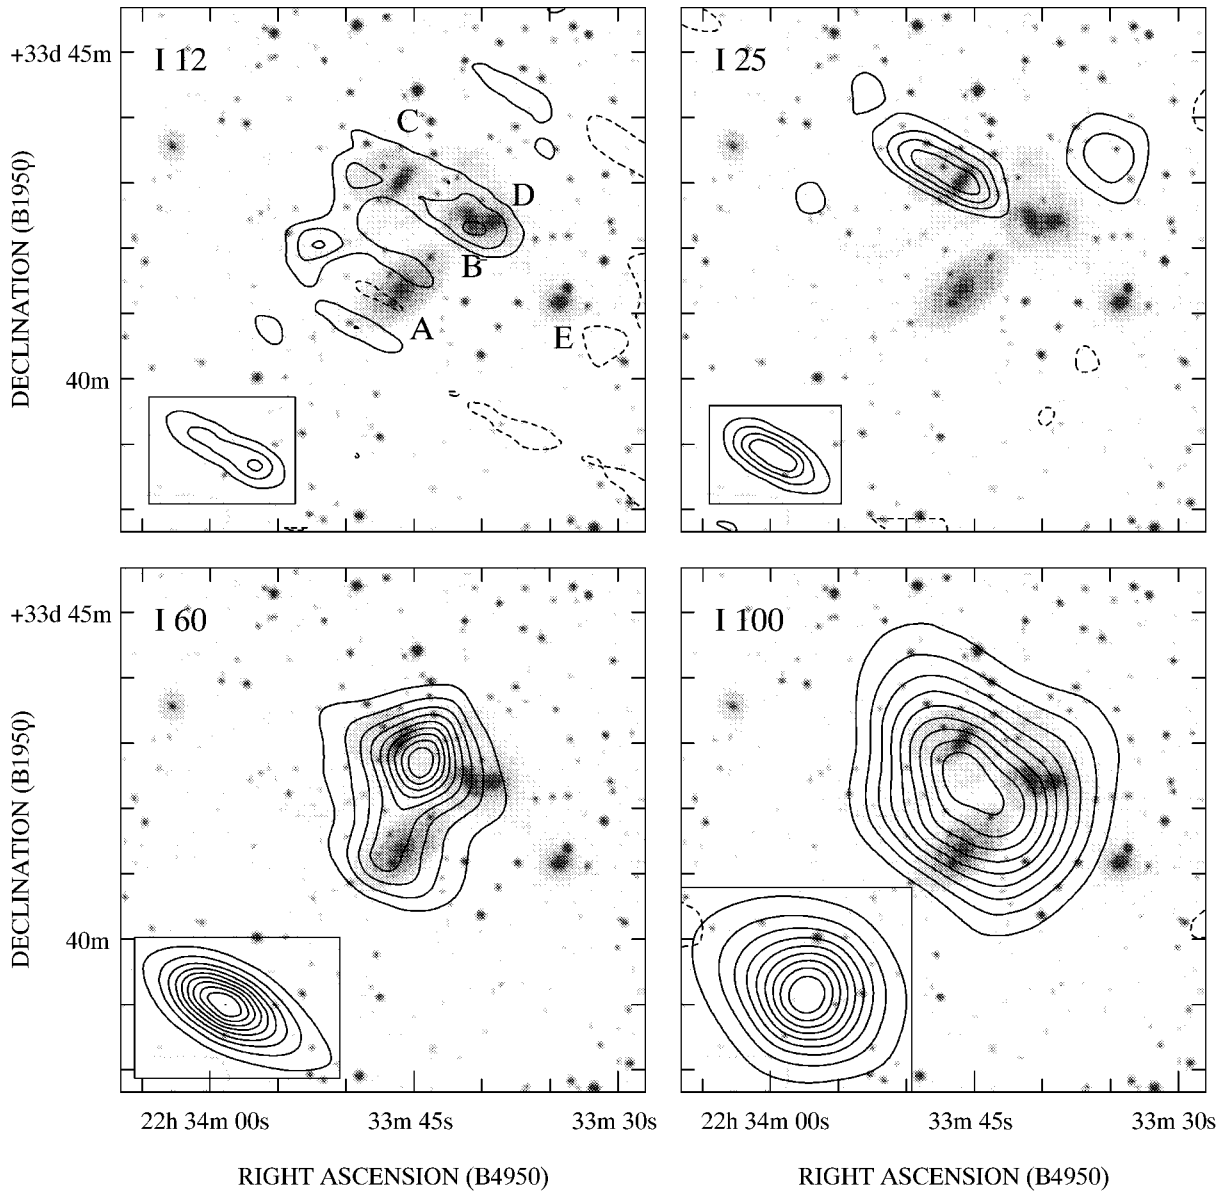 +33d 45m
I 12
I 25
C
D
B
A
E
40m
DECLINATION (B1950)
+33d 45m
I 60
I 100
40m
DECLINATION (B1950)
22h 34m 00s
33m 45s
33m 30s
22h 34m 00s
33m 45s
33m 30s
RIGHT ASCENSION (B4950)
RIGHT ASCENSION (B4950)